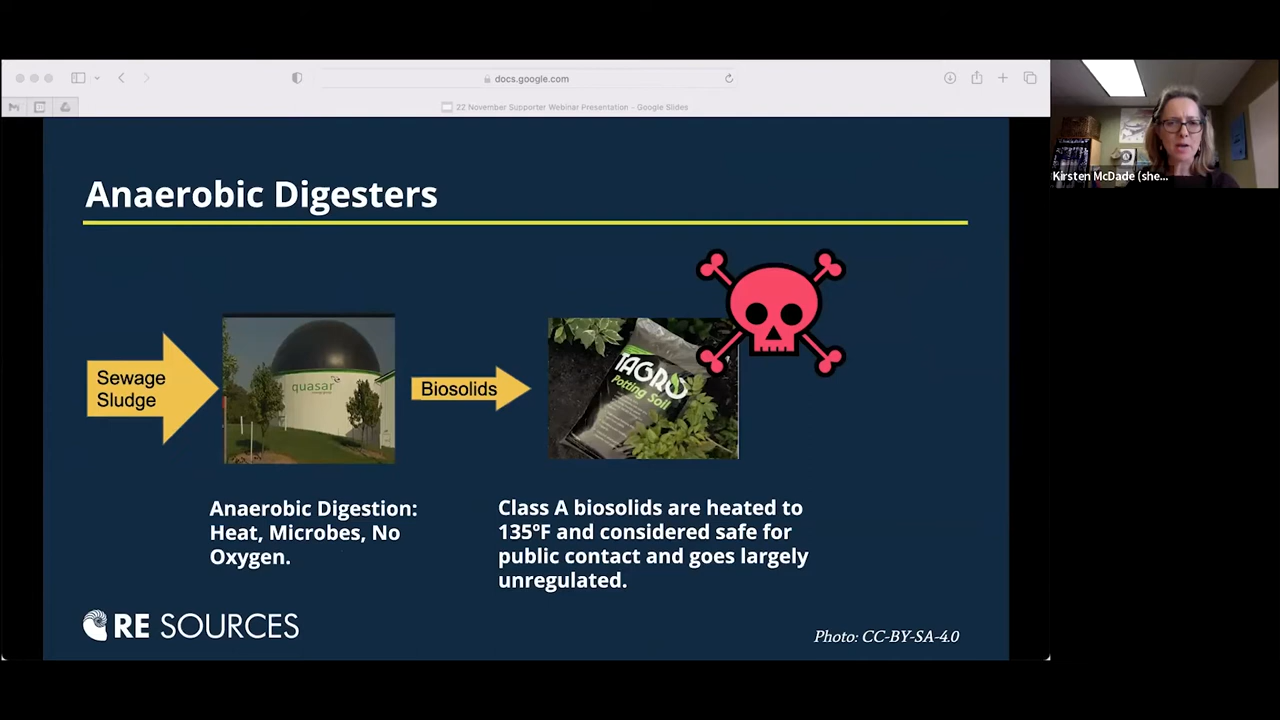 docs.google.com
22 November Supporter Webinar Presentation - Google Slides
Kirsten McDade (she...
Anaerobic Digesters
Sewage
Sludge
quasar
Biosolids
TAGRO
Potting Soil
Anaerobic Digestion:
Heat, Microbes, No
Oxygen.
Class A biosolids are heated to
135ºF and considered safe for
public contact and goes largely
unregulated.
RE SOURCES
Photo: CC-BY-SA-4.0